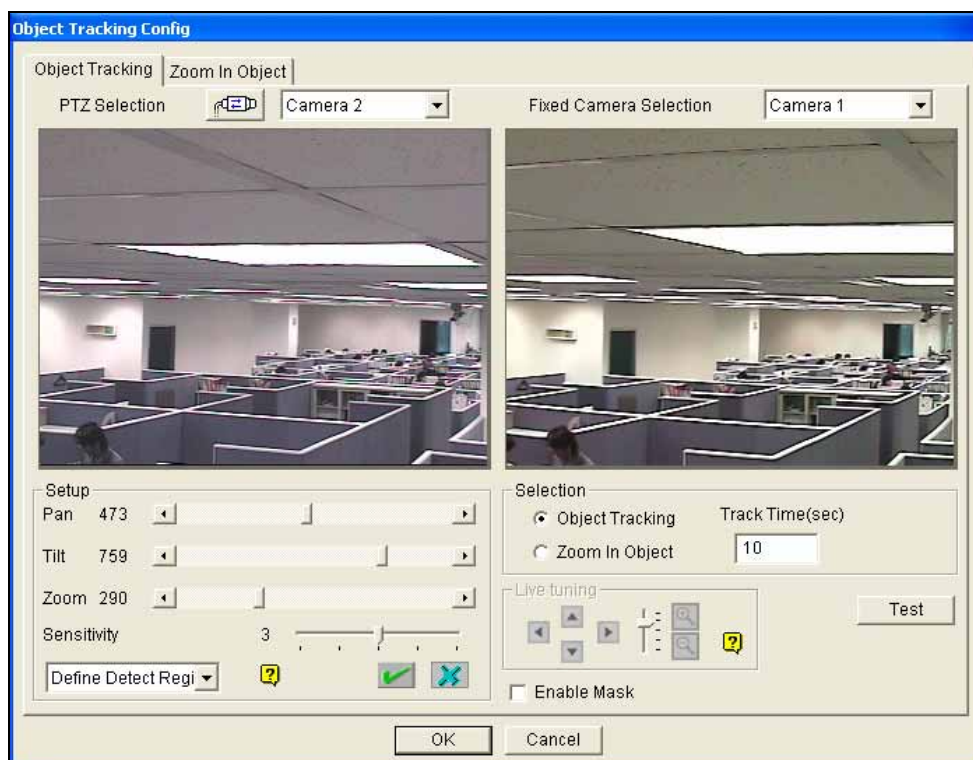 Object Tracking Config
Object Tracking
Zoom In Object
PTZ Selection
Camera 2
Fixed Camera Selection
Camera 1
Setup
Pan 473
Tilt 759
Zoom 290
Sensitivity 3
Define Detect Regi
?
Selection
Object Tracking
Track Time(sec)
Zoom In Object
10
Live tuning
?
Test
Enable Mask
OK
Cancel